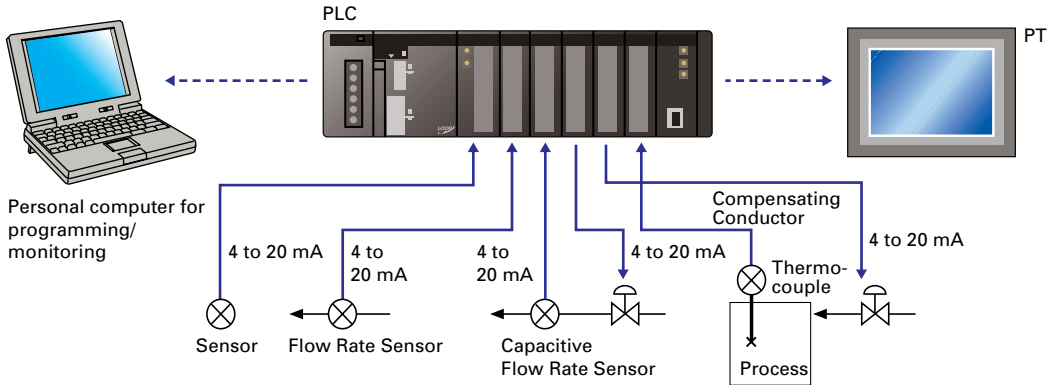 PLC
PT
Personal computer for
programming/
monitoring
4 to 20 mA
4 to
20 mA
4 to
20 mA
4 to 20 mA
Compensating
Conductor
4 to 20 mA
Thermo-
couple
Sensor
Flow Rate Sensor
Capacitive
Flow Rate Sensor
Process